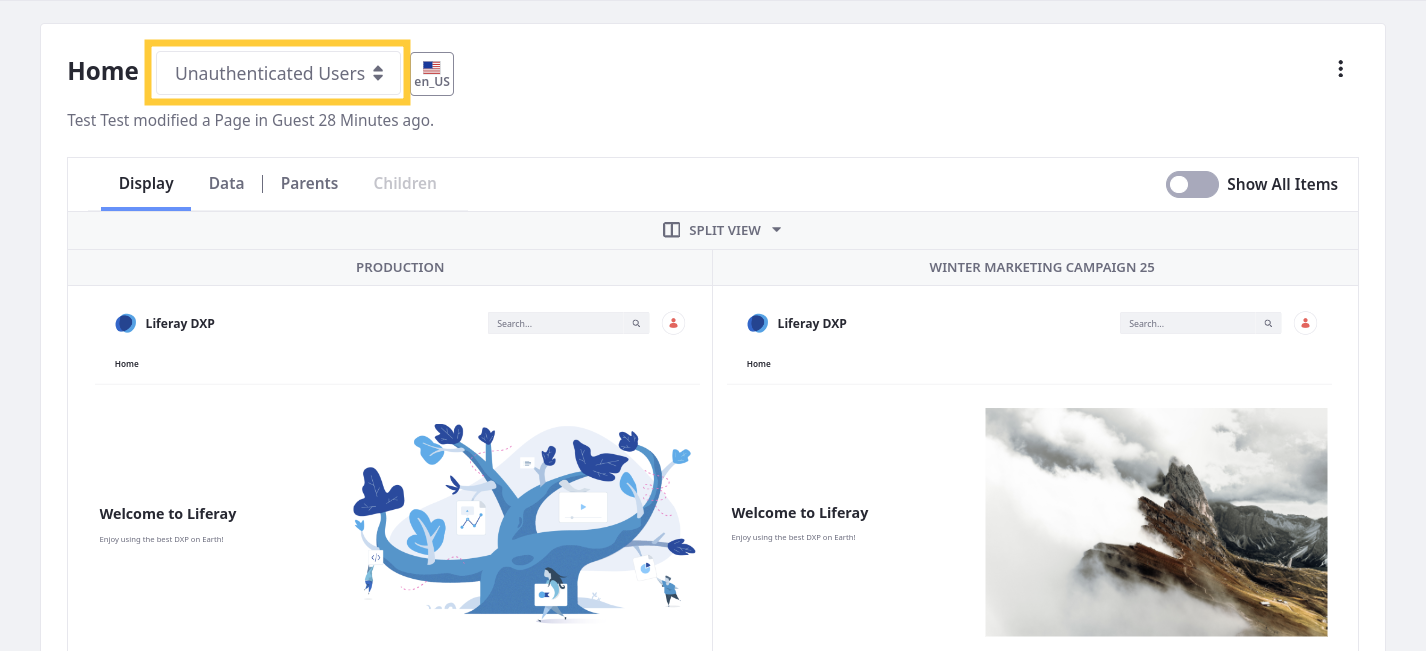 Home Unauthenticated Users en_US
Test Test modified a Page in Guest 28 Minutes ago.
Display Data Parents Children Show All Items
SPLIT VIEW
PRODUCTION WINTER MARKETING CAMPAIGN 25
Liferay DXP Search... Liferay DXP Search...
Home Home
Welcome to Liferay Welcome to Liferay
Enjoy using the best DXP on Earth! Enjoy using the best DXP on Earth!